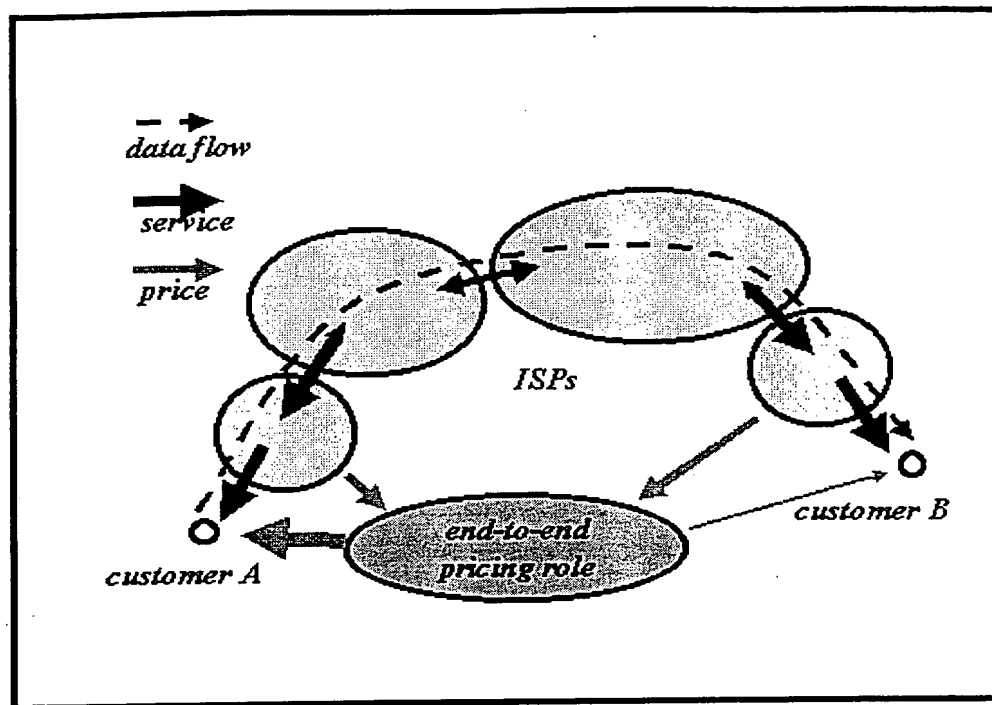 data flow
service
price
ISPs
customer B
end-to-end
pricing role
customer A